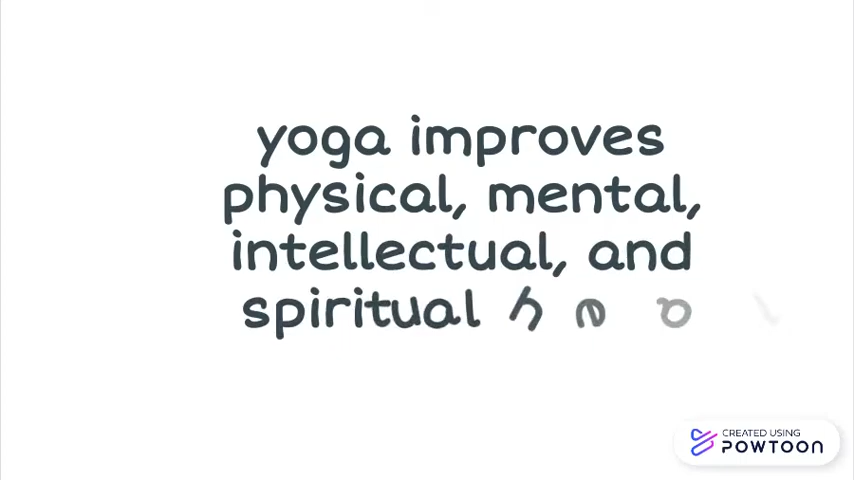 yoga improves
physical, mental,
intellectual, and
spiritual
CREATED USING
POWTOON